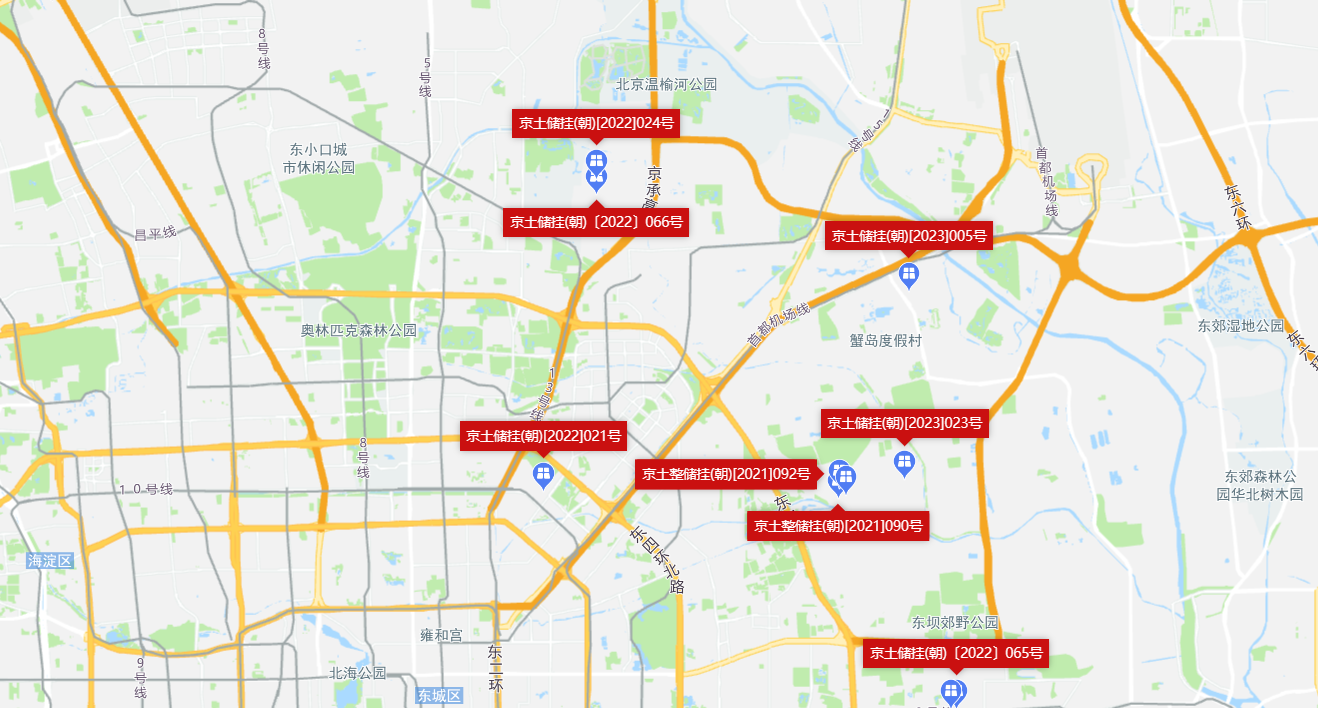 8号线
5号线
北京温榆河公园
15号线
京土储挂(朝)[2022]024号
东小口城
市休闲公园
首都机场线
京承高
东六环
京土储挂(朝)〔2022〕066号
昌平线
京土储挂(朝)[2023]005号
首都机场线
东郊湿地公园
奥林匹克森林公园
蟹岛度假村
东六环
13号线
京土储挂(朝)[2022]021号
京土储挂(朝)[2023]023号
8号线
京土整储挂(朝)[2021]092号
东郊森林公
园华北树木园
10号线
东
京土整储挂(朝)[2021]090号
东四环北路
海淀区
东坝郊野公园
雍和宫
京土储挂(朝)〔2022〕065号
9号线
北海公园
东二环
东城区